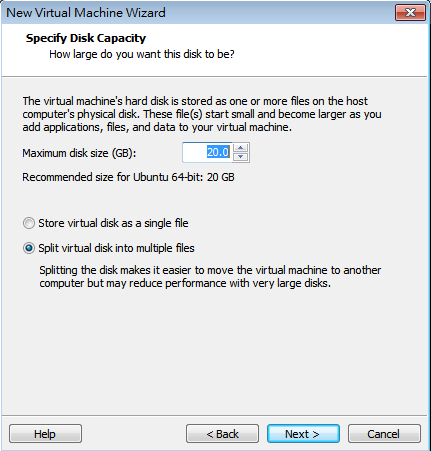 New Virtual Machine Wizard
Specify Disk Capacity
How large do you want this disk to be?
The virtual machine's hard disk is stored as one or more files on the host
computer's physical disk. These file(s) start small and become larger as you
add applications, files, and data to your virtual machine.
Maximum disk size (GB): 20.0
Recommended size for Ubuntu 64-bit: 20 GB
Store virtual disk as a single file
Split virtual disk into multiple files
Splitting the disk makes it easier to move the virtual machine to another
computer but may reduce performance with very large disks.
Help < Back Next > Cancel